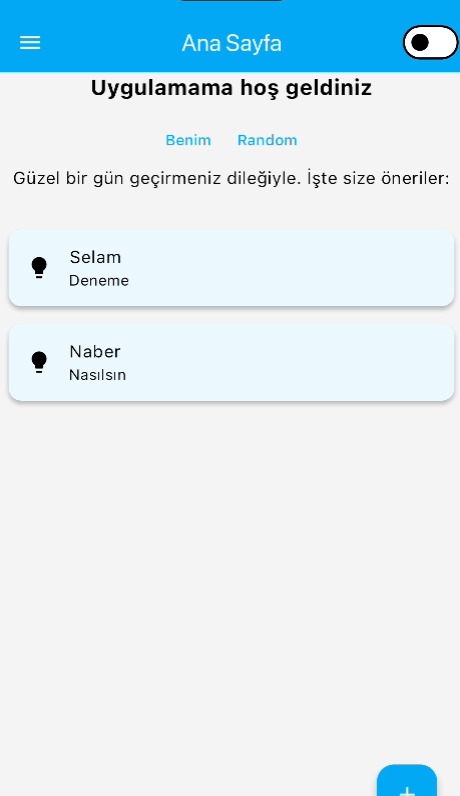 Ana Sayfa
Uygulamama hoş geldiniz
Benim Random
Güzel bir gün geçirmeniz dileğiyle. İşte size öneriler:
Selam
Deneme
Naber
Nasılsın
+